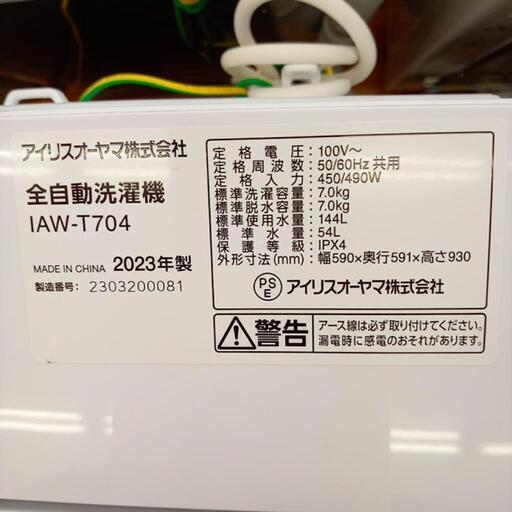 アイリスオーヤマ株式会社
全自動洗濯機
IAW-T704
MADE IN CHINA 2023年製
製造番号: 2303200081
定格電圧: 100V～
定格周波数: 50/60Hz 共用
定格入力: 450/490W
標準洗濯容量: 7.0kg
標準脱水容量: 7.0kg
標準使用水量: 144L
標準水量: 54L
保護等級: IPX4
外形寸法(mm): 幅590×奥行591×高さ930
PSE アイリスオーヤマ株式会社
警告
アース線は必ず取り付けてください。
漏電時に感電のおそれがあります。